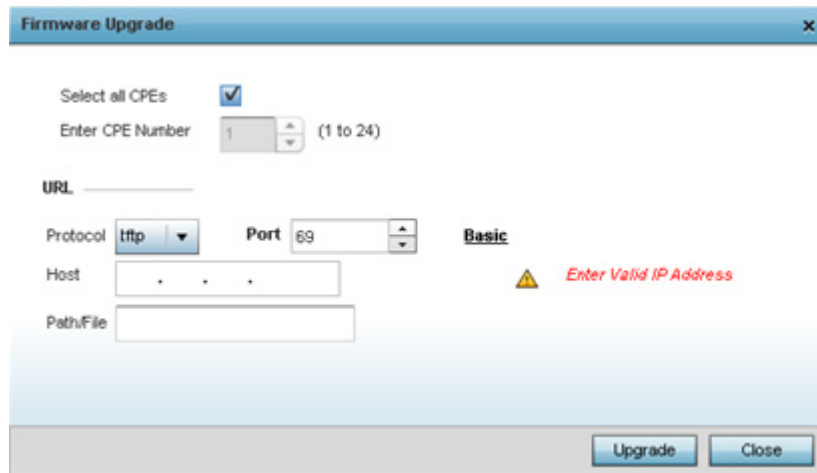 Firmware Upgrade x
Select all CPEs
Enter CPE Number 1 (1 to 24)
URL
Protocol tftp Port 69 Basic
Host . . . Enter Valid IP Address
Path/File
Upgrade Close